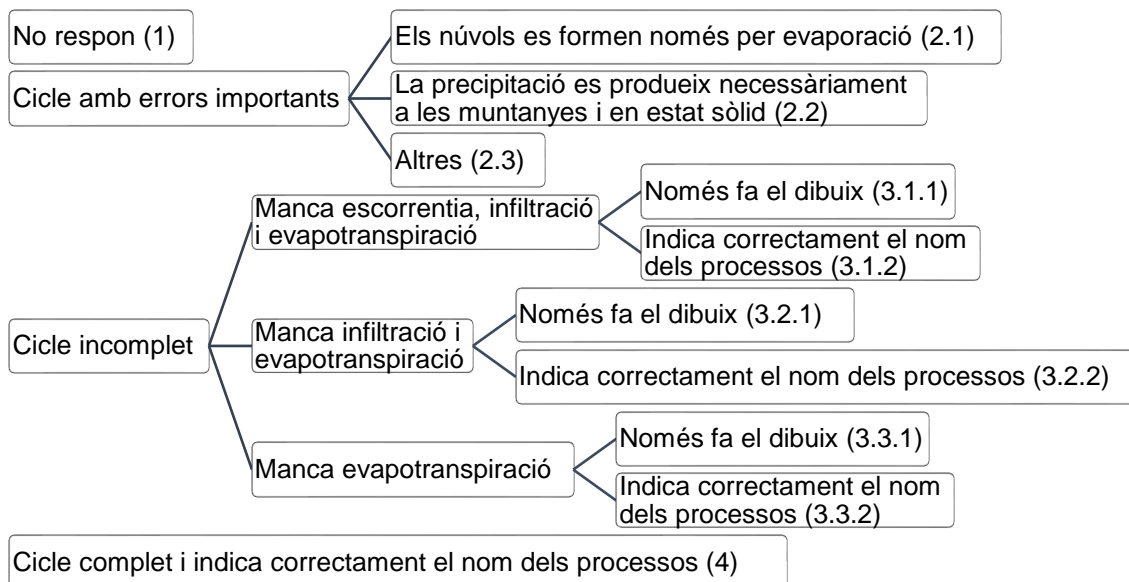 No respon (1)
Cicle amb errors importants
Els núvols es formen només per evaporació (2.1)
La precipitació es produeix necessàriament
a les muntanyes i en estat sòlid (2.2)
Altres (2.3)
Cicle incomplet
Manca escorrentia, infiltració
i evapotranspiració
Només fa el dibuix (3.1.1)
Indica correctament el nom
dels processos (3.1.2)
Manca infiltració i
evapotranspiració
Només fa el dibuix (3.2.1)
Indica correctament el nom dels processos (3.2.2)
Manca evapotranspiració
Només fa el dibuix (3.3.1)
Indica correctament el nom
dels processos (3.3.2)
Cicle complet i indica correctament el nom dels processos (4)